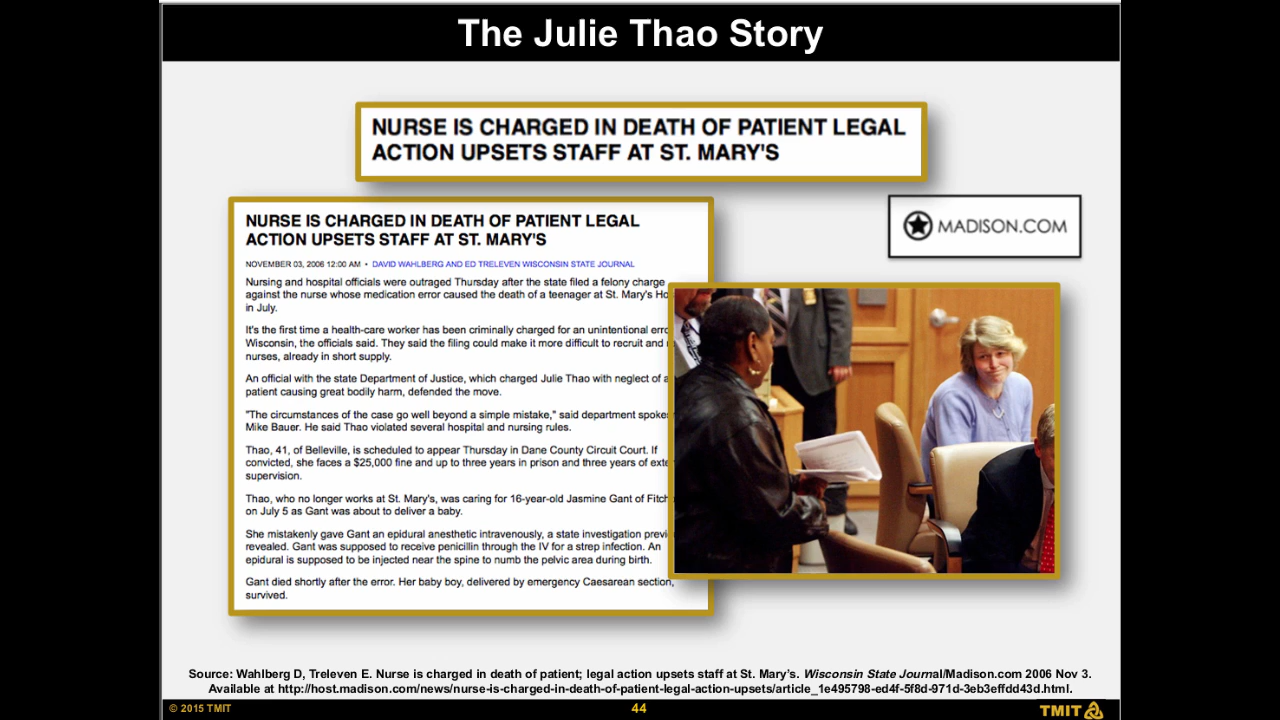 The Julie Thao Story
NURSE IS CHARGED IN DEATH OF PATIENT LEGAL
ACTION UPSETS STAFF AT ST. MARY'S
NURSE IS CHARGED IN DEATH OF PATIENT LEGAL
ACTION UPSETS STAFF AT ST. MARY'S
NOVEMBER 03, 2006 12:00 AM • DAVID WAHLBERG AND ED TRELEVEN WISCONSIN STATE JOURNAL
Nursing and hospital officials were outraged Thursday after the state filed a felony charge
against the nurse whose medication error caused the death of a teenager at St. Mary's Ho
in July.
It's the first time a health-care worker has been criminally charged for an unintentional erro
Wisconsin, the officials said. They said the filing could make it more difficult to recruit and
nurses, already in short supply.
An official with the state Department of Justice, which charged Julie Thao with neglect of a
patient causing great bodily harm, defended the move.
"The circumstances of the case go well beyond a simple mistake," said department spoke
Mike Bauer. He said Thao violated several hospital and nursing rules.
Thao, 41, of Belleville, is scheduled to appear Thursday in Dane County Circuit Court. If
convicted, she faces a $25,000 fine and up to three years in prison and three years of exte
supervision.
Thao, who no longer works at St. Mary's, was caring for 16-year-old Jasmine Gant of Fitch
on July 5 as Gant was about to deliver a baby.
She mistakenly gave Gant an epidural anesthetic intravenously, a state investigation previ
revealed. Gant was supposed to receive penicillin through the IV for a strep infection. An
epidural is supposed to be injected near the spine to numb the pelvic area during birth.
Gant died shortly after the error. Her baby boy, delivered by emergency Caesarean section,
survived.
MADISON.COM
Source: Wahlberg D, Treleven E. Nurse is charged in death of patient; legal action upsets staff at St. Mary's. Wisconsin State Journal/Madison.com 2006 Nov 3.
Available at http://host.madison.com/news/nurse-is-charged-in-death-of-patient-legal-action-upsets/article_1e495798-ed4f-5f8d-971d-3eb3effdd43d.html.
© 2015 TMIT
44
TMIT